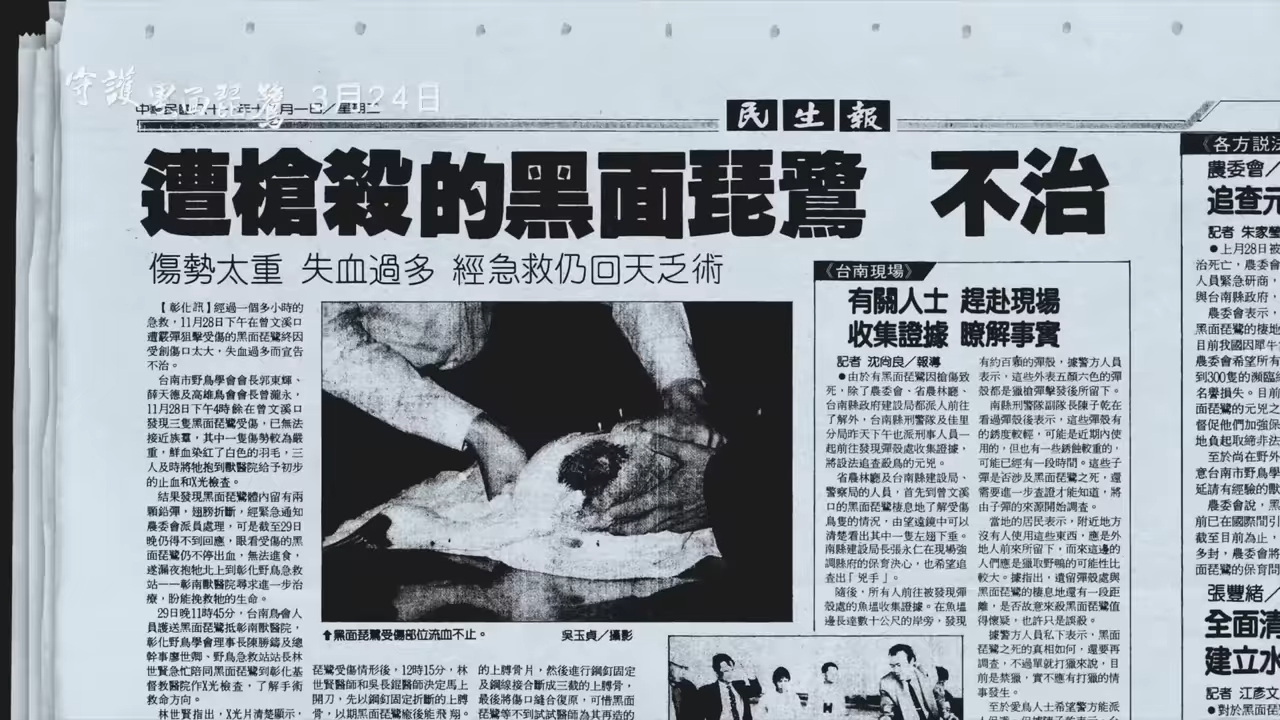 守護黑面琵鷺 3月24日
民生報
遭槍殺的黑面琵鷺 不治
傷勢太重 失血過多 經急救仍回天乏術
【彰化訊】經過一個多小時的
急救，11月28日下午在曾文溪口
遭霰彈狙擊受傷的黑面琵鷺終因
受創傷口太大，失血過多而宣告
不治。
台南市野鳥學會會長郭東輝、
薛天德及高雄鳥會會長曾瀧永，
11月28日下午4時餘在曾文溪口
發現三隻黑面琵鷺受傷，已無法
接近族羣，其中一隻傷勢較為嚴
重，鮮血染紅了白色的羽毛，三
人及時將牠抱到獸醫院給予初步
的止血和X光檢查。
結果發現黑面琵鷺體內留有兩
顆鉛彈，翅膀折斷，經緊急通知
農委會派員處理，可是截至29日
晚仍得不到回應，眼看受傷的黑
面琵鷺仍不停出血，無法進食，
遂漏夜抱牠北上到彰化野鳥急救
站——彰南獸醫院尋求進一步治
療，盼能挽救牠的生命。
29日晚11時45分，台南鳥會人
員護送黑面琵鷺抵彰南獸醫院，
彰化野鳥學會理事長陳勝鑄及總
幹事廖世卿、野鳥急救站站長林
世賢急忙陪同黑面琵鷺到彰化基
督教醫院作X光檢查，了解手術
救命方向。
林世賢指出，X光片清楚顯示，
⬆黑面琵鷺受傷部位流血不止。 吳玉貞／攝影
琵鷺受傷情形後，12時15分，林
世賢醫師和吳長錕醫師決定馬上
開刀，先以鋼釘固定折斷的上膊
骨，以期黑面琵鷺後能飛翔。
的上膊骨片，然後進行鋼釘固定
及鋼線接合斷成三截的上膊骨，
最後將傷口縫合復原，可惜黑面
琵鷺等不到試試醫師為其再造的
《台南現場》
有關人士 趕赴現場
收集證據 瞭解事實
記者 沈尚良／報導
●由於有黑面琵鷺因槍傷致
死，除了農委會、省農林廳、
台南縣政府建設局都派人前往
了解外，台南縣刑警隊及佳里
分局昨天下午也派刑事人員一
起前往發現彈殼處收集證據，
將設法追查殺鳥的元兇。
省農林廳及台南縣建設局、
警察局的人員，首先到曾文溪
口的黑面琵鷺棲息地了解受傷
鳥隻的情況，由望遠鏡中可以
清楚看出其中一隻左翅下垂。
南縣建設局長張永仁在現場強
調縣府的保育決心，也希望追
查出「兇手」。
隨後，所有人前往被發現彈
殼處的魚塭收集證據。在魚塭
邊長達數十公尺的岸旁，發現
有約百顆的彈殼，據警方人員
表示，這些外表五顏六色的彈
殼都是獵槍彈擊發後所留下。
南縣刑警隊副隊長陳子乾在
看過彈殼後表示，這些彈殼有
的銹度較輕，可能是近期內使
用的，但也有一些銹蝕較重的，
可能已經有一段時間。這些子
彈是否涉及黑面琵鷺之死，還
需要進一步查證才能知道，將
由子彈的來源開始調查。
當地的居民表示，附近地方
沒有人使用這些東西，應是外
地人前來所留下，而來這邊的
人們應是獵取野鴨的可能性比
較大。據指出，遺留彈殼處與
黑面琵鷺的棲息地還有一段距
離，是否故意來殺黑面琵鷺值
得懷疑，也許只是誤殺。
據警方人員私下表示，黑面
琵鷺之死的真相如何，還要再
調查，不過單就打獵來說，目
前是禁獵，實不應有打獵的情
事發生。
至於愛鳥人士希望警方能派
《各方說法
農委會／
追查元
記者 朱家瑩
●上月28日被
治死亡，農委會
人員緊急研商，
與台南縣政府，
農委會表示，
黑面琵鷺的棲地
目前我國因犀牛
農委會希望所有
到300隻的瀕臨絕
名譽損失。目前
面琵鷺的元兇之
督促他們加強保
地負起取締非法
至於尚在野外
意台南市野鳥學
延請有經驗的獸
農委會說，黑
前已在國際間引
截至目前為止，
多封，農委會將
面琵鷺的保育問
張豐緒／
全面清
建立水
記者 江彥文
●對於黑面琵